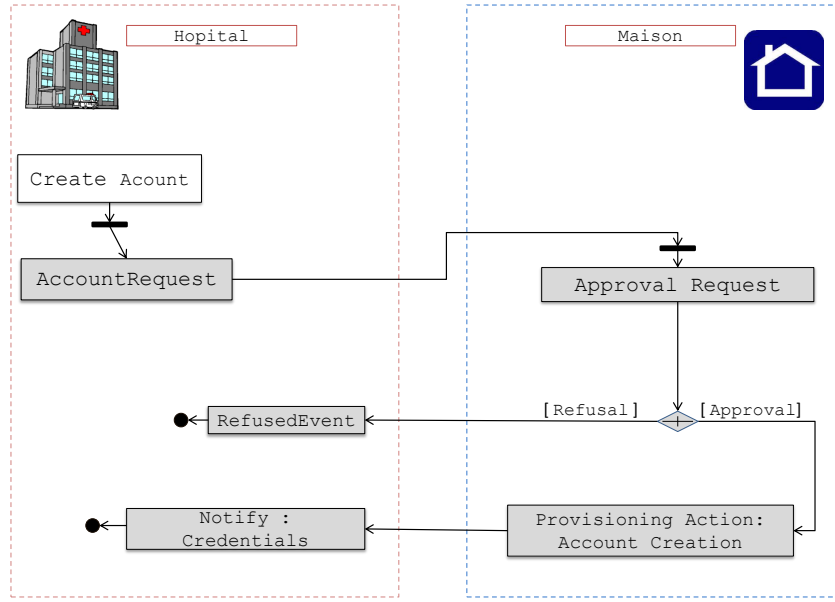 Hopital
Maison
Create Acount
AccountRequest
Approval Request
[Refusal]
[Approval]
RefusedEvent
Notify :
Credentials
Provisioning Action:
Account Creation